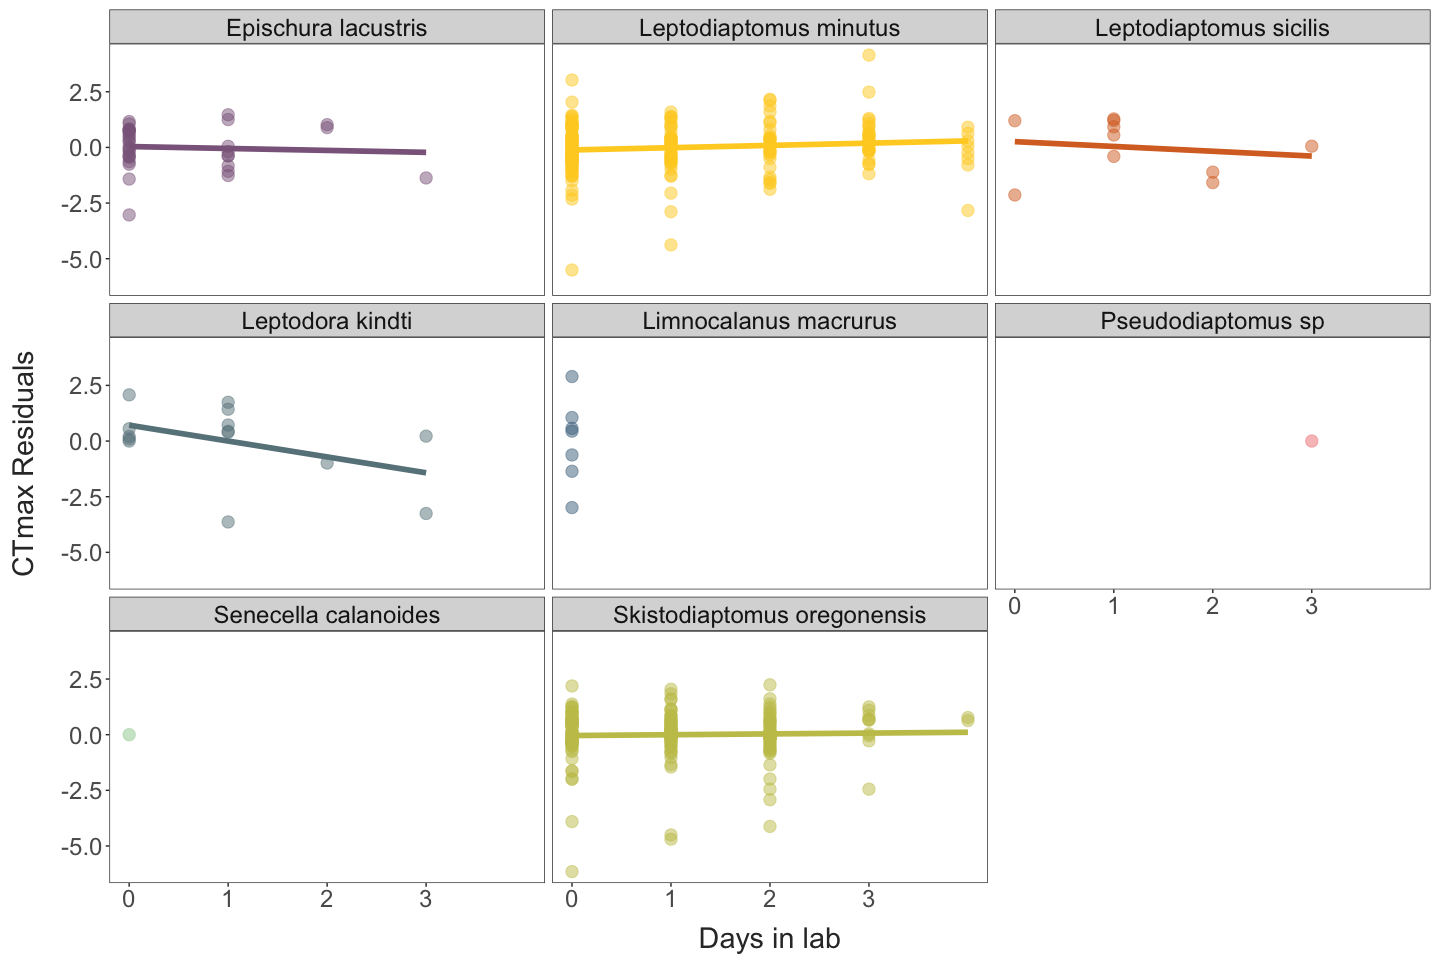 Epischura lacustris
Leptodiaptomus minutus
Leptodiaptomus sicilis
2.5
0.0
-2.5
-5.0
Leptodora kindti
Limnocalanus macrurus
Pseudodiaptomus sp
2.5
0.0
-2.5
-5.0
CTmax Residuals
0 1 2 3
Senecella calanoides
Skistodiaptomus oregonensis
2.5
0.0
-2.5
-5.0
0 1 2 3
0 1 2 3
Days in lab